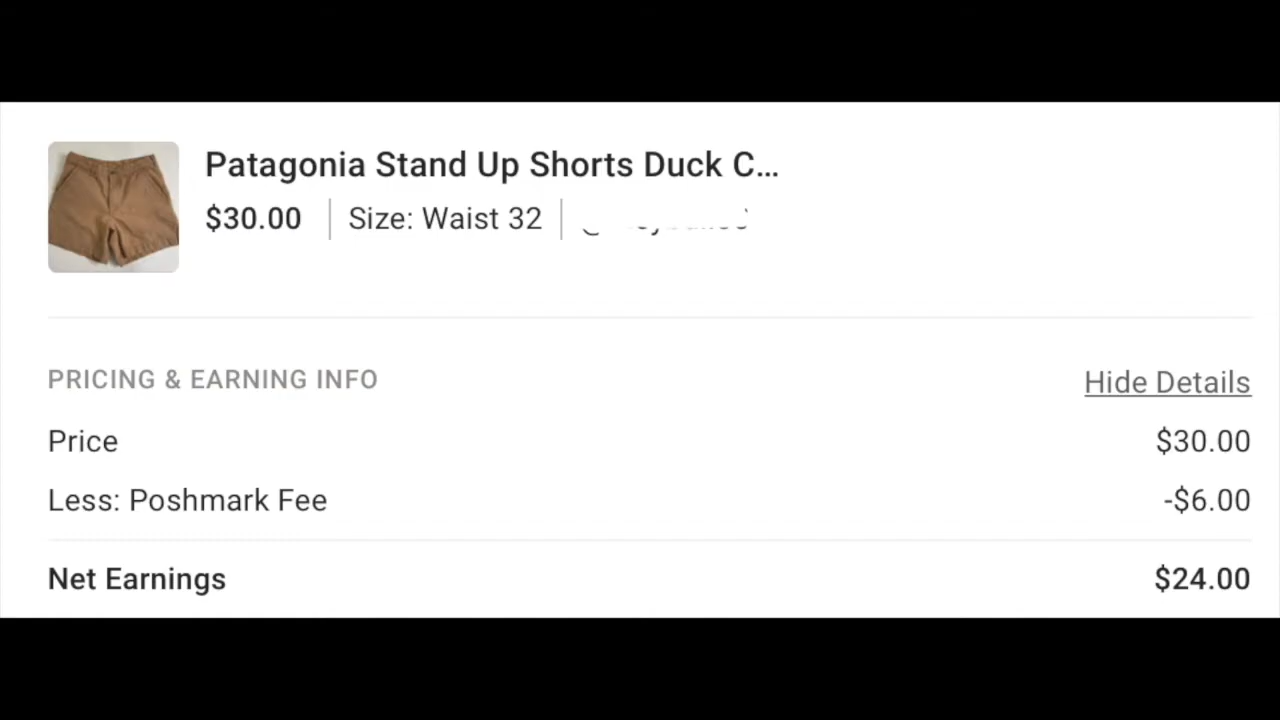 Patagonia Stand Up Shorts Duck C...
$30.00 Size: Waist 32
PRICING & EARNING INFO
Hide Details
Price $30.00
Less: Poshmark Fee -$6.00
Net Earnings $24.00